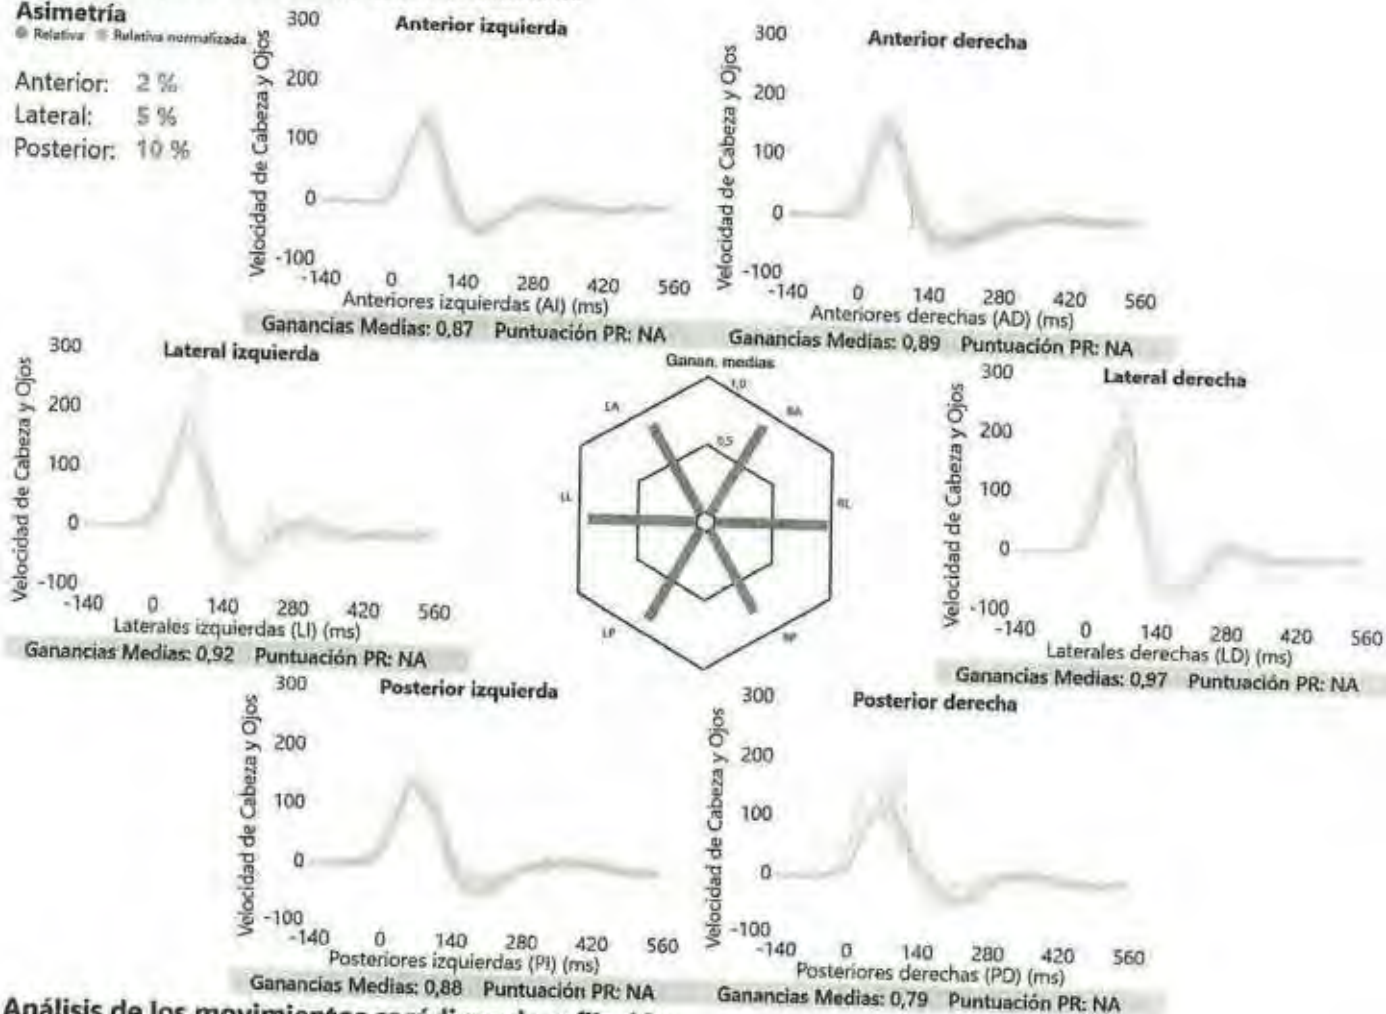 Asimetría
Relativa Relativa normalizada
Anterior: 2 %
Lateral: 5 %
Posterior: 10 %
Anterior izquierda
Velocidad de Cabeza y Ojos
300
200
100
0
-100
-140 0 140 280 420 560
Anteriores izquierdas (AI) (ms)
Ganancias Medias: 0,87 Puntuación PR: NA
Anterior derecha
Velocidad de Cabeza y Ojos
300
200
100
0
-100
-140 0 140 280 420 560
Anteriores derechas (AD) (ms)
Ganancias Medias: 0,89 Puntuación PR: NA
Lateral izquierda
Velocidad de Cabeza y Ojos
300
200
100
0
-100
-140 0 140 280 420 560
Laterales izquierdas (LI) (ms)
Ganancias Medias: 0,92 Puntuación PR: NA
Ganan. medias
1,0
LA
RA
0,5
LL
RL
LP
RP
Lateral derecha
Velocidad de Cabeza y Ojos
300
200
100
0
-100
-140 0 140 280 420 560
Laterales derechas (LD) (ms)
Ganancias Medias: 0,97 Puntuación PR: NA
Posterior izquierda
Velocidad de Cabeza y Ojos
300
200
100
0
-100
-140 0 140 280 420 560
Posteriores izquierdas (PI) (ms)
Ganancias Medias: 0,88 Puntuación PR: NA
Posterior derecha
Velocidad de Cabeza y Ojos
300
200
100
0
-100
-140 0 140 280 420 560
Posteriores derechas (PD) (ms)
Ganancias Medias: 0,79 Puntuación PR: NA
Análisis de los movimientos